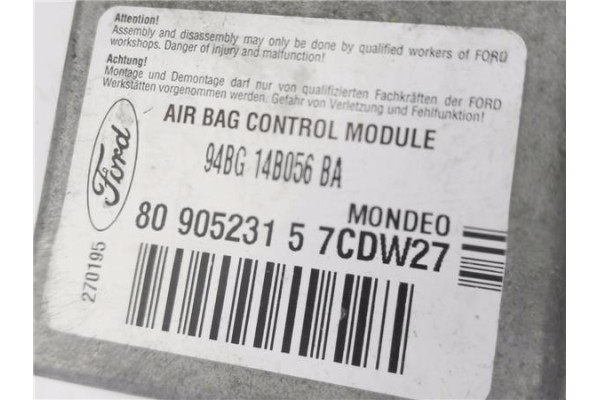 Attention!
Assembly and disassembly may only be done by qualified workers of FORD
workshops. Danger of injury and malfunction!
Achtung!
Montage und Demontage darf nur von qualifizierten Fachkräften der FORD
Werkstätten vorgenommen werden, Gefahr von Verletzung und Fehlfunktion!
Ford
AIR BAG CONTROL MODULE
94BG 14B056 BA
MONDEO
80 905231 5 7CDW27
270195